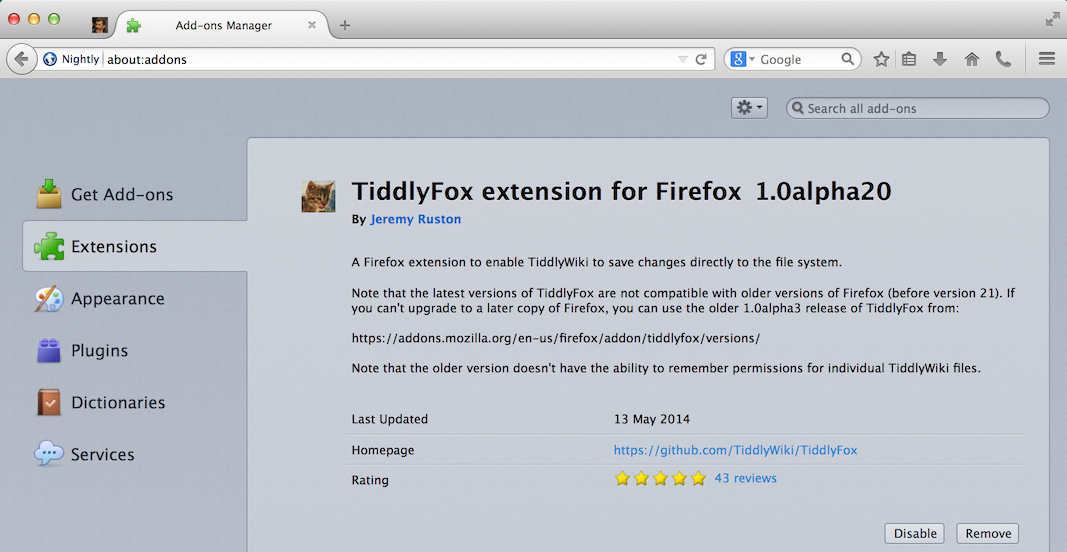 Add-ons Manager
Nightly about:addons
Google
Search all add-ons
Get Add-ons
Extensions
Appearance
Plugins
Dictionaries
Services
TiddlyFox extension for Firefox 1.0alpha20
By Jeremy Ruston
A Firefox extension to enable TiddlyWiki to save changes directly to the file system.
Note that the latest versions of TiddlyFox are not compatible with older versions of Firefox (before version 21). If
you can't upgrade to a later copy of Firefox, you can use the older 1.0alpha3 release of TiddlyFox from:
https://addons.mozilla.org/en-us/firefox/addon/tiddlyfox/versions/
Note that the older version doesn't have the ability to remember permissions for individual TiddlyWiki files.
Last Updated 13 May 2014
Homepage https://github.com/TiddlyWiki/TiddlyFox
Rating 43 reviews
Disable Remove